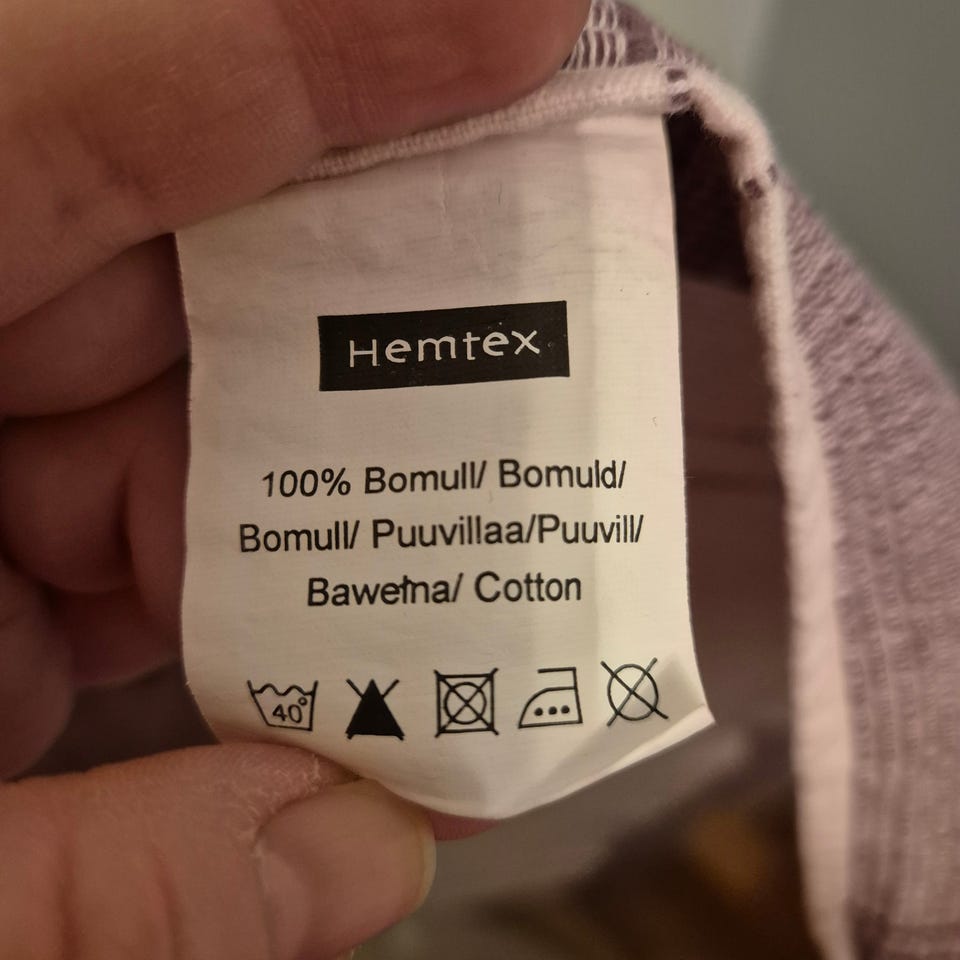 Hemtex
100% Bomull/ Bomuld/
Bomull/ Puuvillaa/Puuvill/
Bawełna/ Cotton
40°